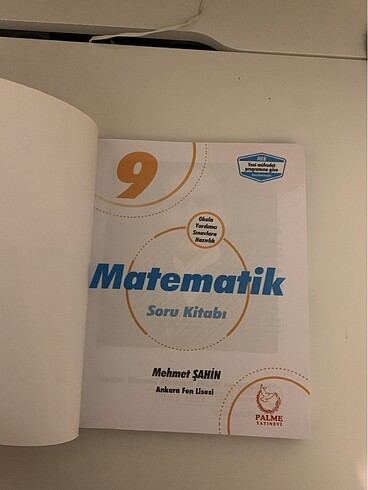 9
MEB
Yeni müfredat
programına göre
Okula
Yardımcı
Sınavlara
Hazırlık
Matematik
Soru Kitabı
Mehmet ŞAHİN
Ankara Fen Lisesi
PALME
YAYINEVİ